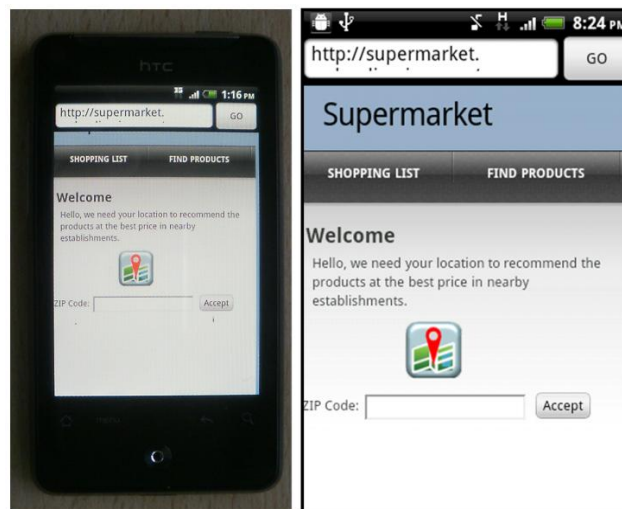 hTC
3G
1:16 PM
http://supermarket.
GO
SHOPPING LIST
FIND PRODUCTS
Welcome
Hello, we need your location to recommend the
products at the best price in nearby
establishments.
ZIP Code:
Accept
menu
H
8:24 PM
http://supermarket.
GO
Supermarket
SHOPPING LIST
FIND PRODUCTS
Welcome
Hello, we need your location to recommend the
products at the best price in nearby
establishments.
ZIP Code:
Accept